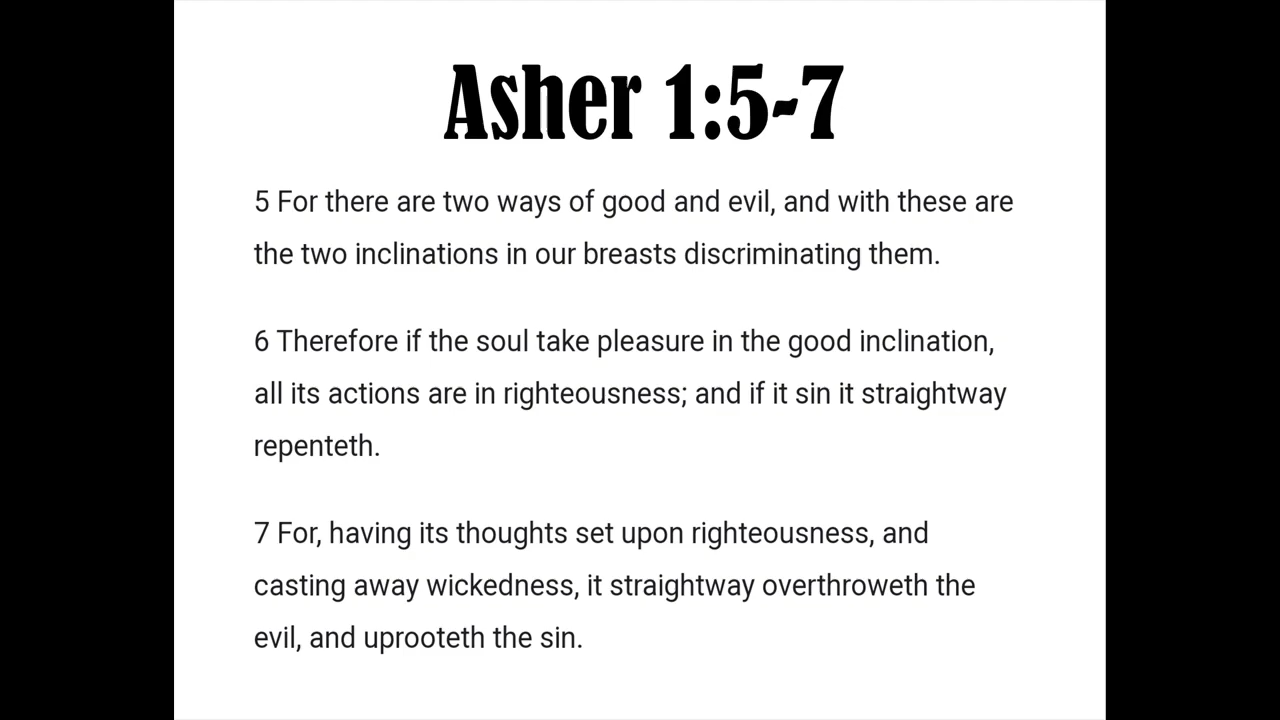 Asher 1:5-7
5 For there are two ways of good and evil, and with these are
the two inclinations in our breasts discriminating them.
6 Therefore if the soul take pleasure in the good inclination,
all its actions are in righteousness; and if it sin it straightway
repenteth.
7 For, having its thoughts set upon righteousness, and
casting away wickedness, it straightway overthroweth the
evil, and uprooteth the sin.